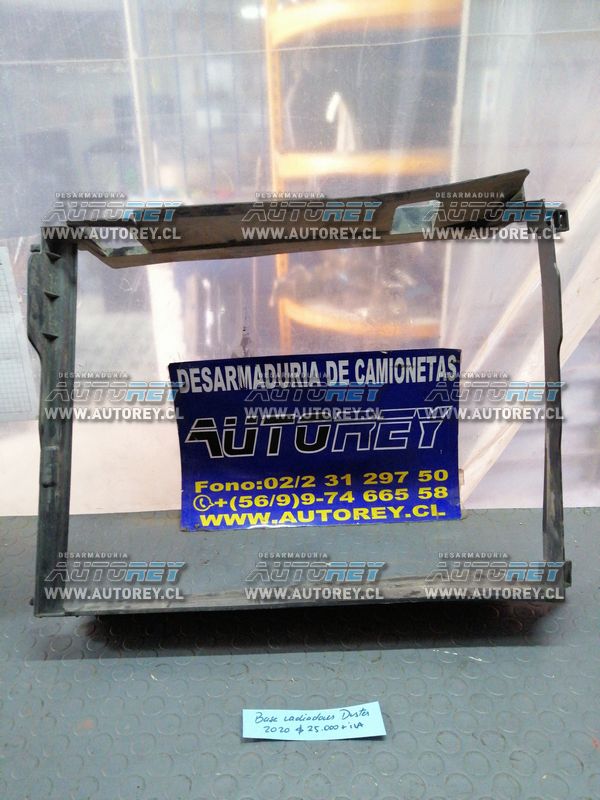 DESARMADURIA
AUTOREY
WWW.AUTOREY.CL
DESARMADURIA
AUTOREY
WWW.AUTOREY.CL
DESARMADURIA
AUTOREY
WWW.AUTOREY.CL
DESARMADURIA
AUTOREY
WWW.AUTOREY.CL
DESARMADURIA
AUTOREY
WWW.AUTOREY.CL
DESARMADURIA
AUTOREY
WWW.AUTOREY.CL
DESARMADURIA DE CAMIONETAS
AUTOREY
Fono:02/2 31 297 50
+(56/9)9-74 665 58
WWW.AUTOREY.CL
DESARMADURIA
AUTOREY
WWW.AUTOREY.CL
DESARMADURIA
AUTOREY
WWW.AUTOREY.CL
DESARMADURIA
AUTOREY
WWW.AUTOREY.CL
Base radiadores Duster
2020 $25.000+iva